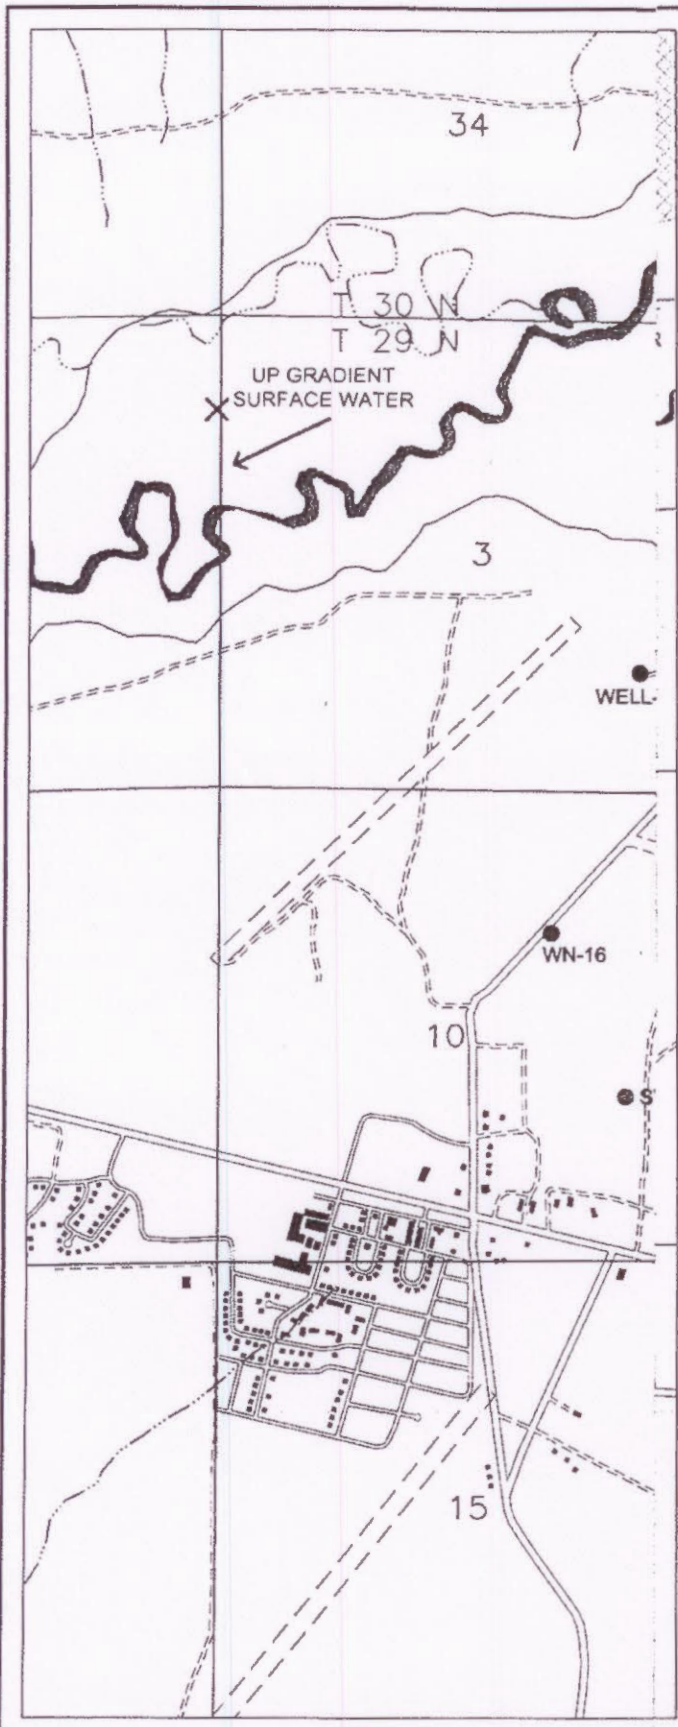 34
T 30 N
T 29 N
UP GRADIENT
SURFACE WATER
3
WELL-
WN-16
10
S
15